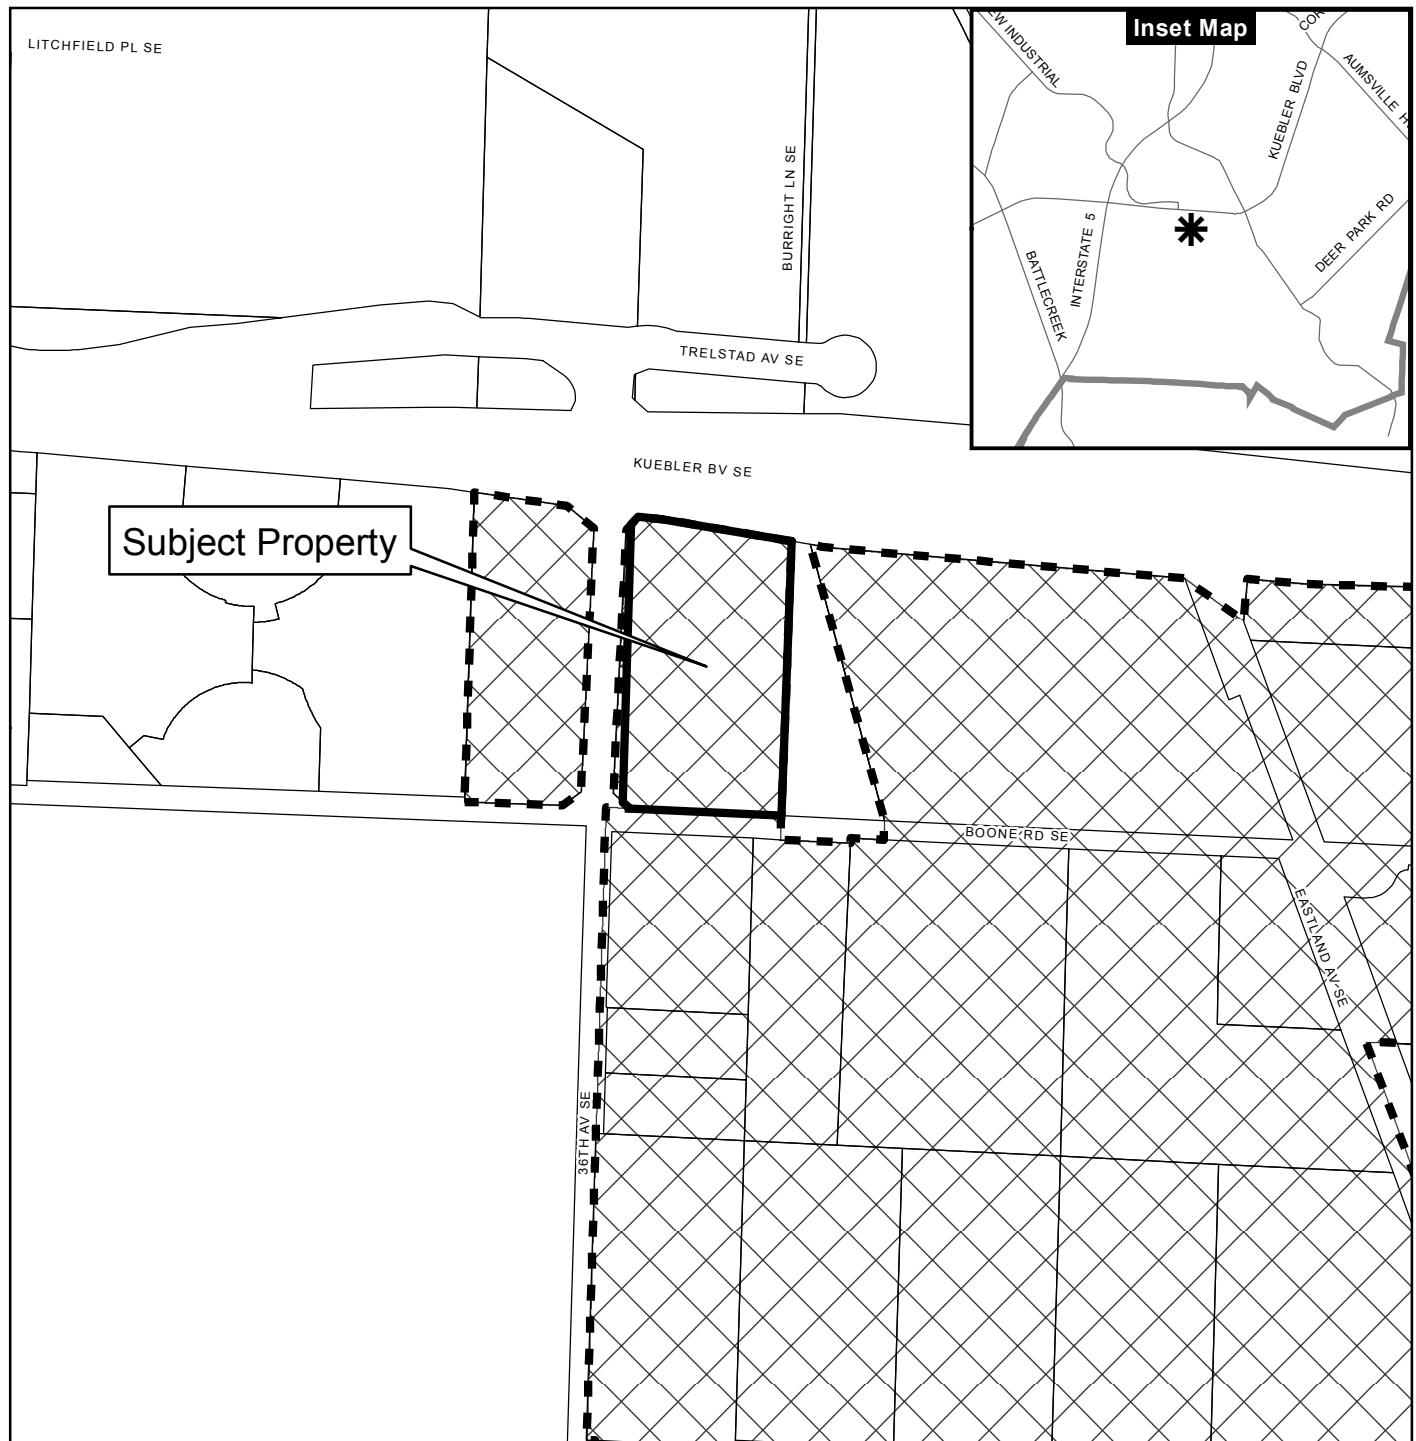 LITCHFIELD PL SE
Inset Map
INDUSTRIAL
KUEBLER BLVD
AUMSVILLE
BURRIGHT LN SE
DEER PARK RD
INTERSTATE 5
BATTLECREEK
TRELSTAD AV SE
KUEBLER BV SE
Subject Property
BOONE RD SE
EASTLAND AV SE
36TH AV SE